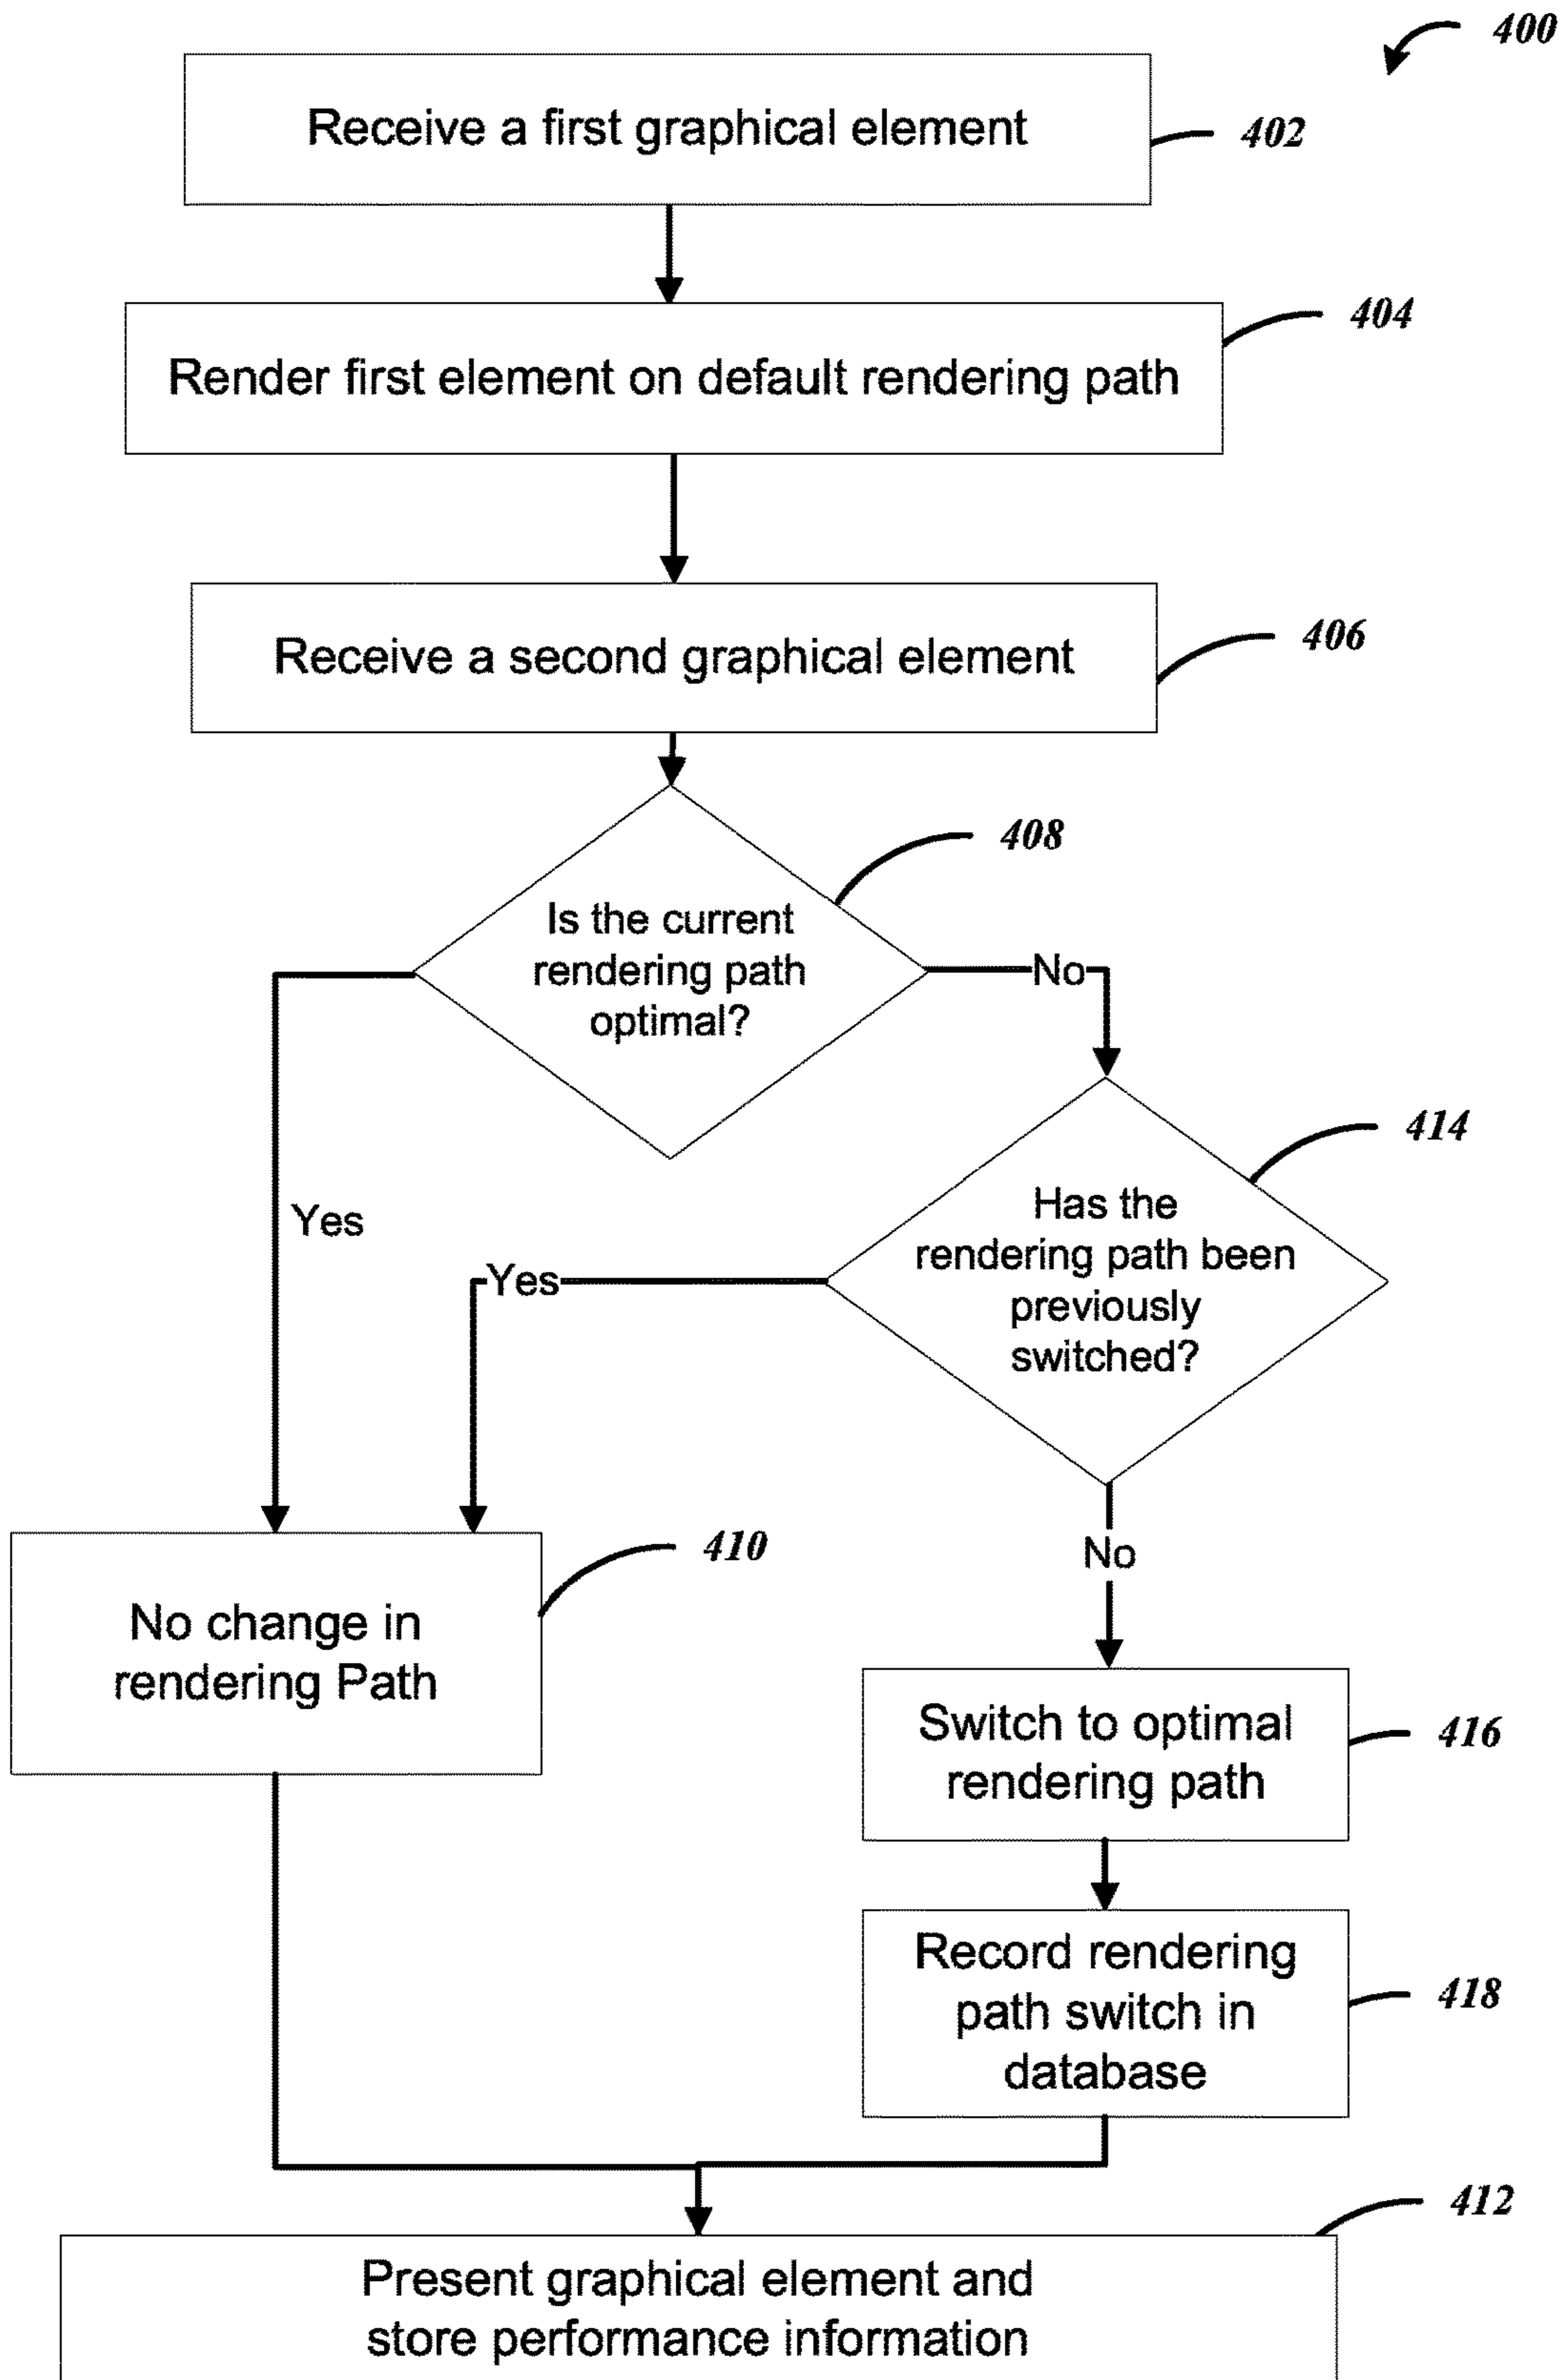 400
Receive a first graphical element
402
Render first element on default rendering path
404
Receive a second graphical element
406
408
Is the current
rendering path
optimal?
No
414
Has the
rendering path been
previously
switched?
Yes
Yes
No
410
No change in
rendering Path
Switch to optimal
rendering path
416
Record rendering
path switch in
database
418
412
Present graphical element and
store performance information